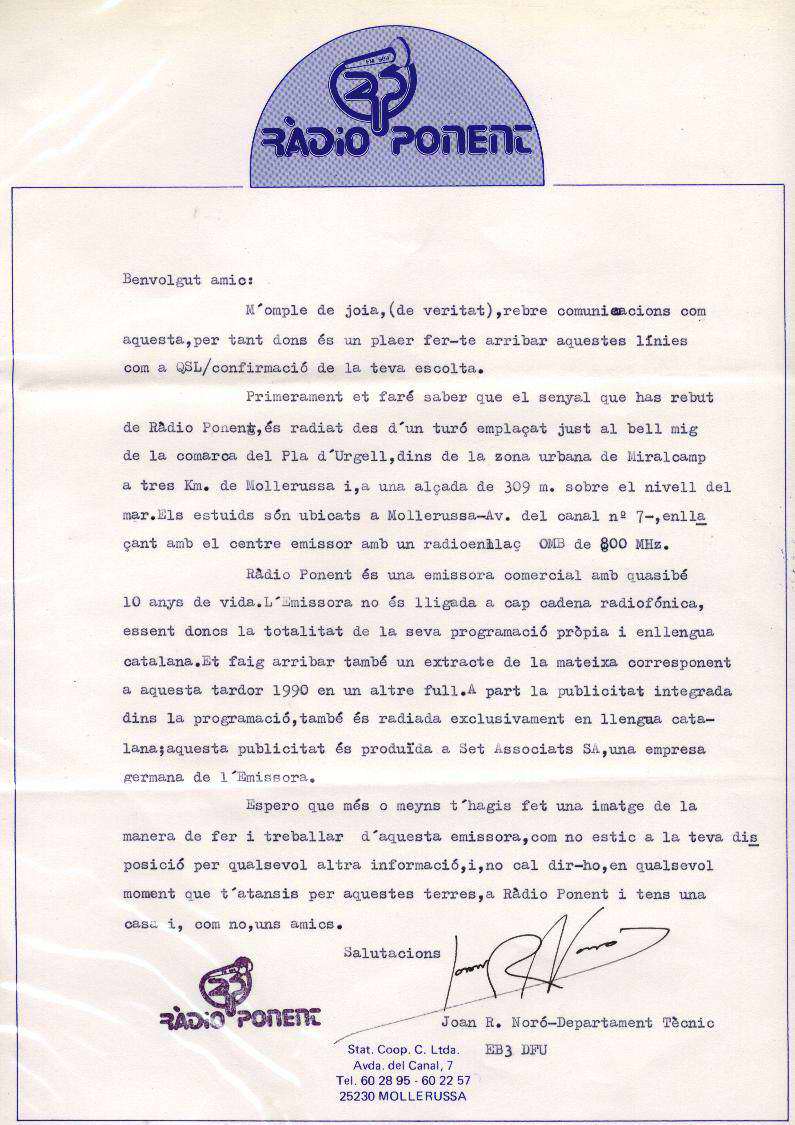 RÀDIO PONENT
Benvolgut amic:
M´omple de joia,(de veritat),rebre comunicacions com
aquesta,per tant dons és un plaer fer-te arribar aquestes línies
com a QSL/confirmació de la teva escolta.
Primerament et faré saber que el senyal que has rebut
de Ràdio Ponent,és radiat des d´un turó emplaçat just al bell mig
de la comarca del Pla d´Urgell,dins de la zona urbana de Miralcamp
a tres Km. de Mollerussa i,a una alçada de 309 m. sobre el nivell del
mar.Els estuids són ubicats a Mollerussa-Av. del canal nº 7-,enlla
çant amb el centre emissor amb un radioenllaç OMB de 800 MHz.
Ràdio Ponent és una emissora comercial amb quasibé
10 anys de vida.L´Emissora no és lligada a cap cadena radiofónica,
essent doncs la totalitat de la seva programació pròpia i enllengua
catalana.Et faig arribar també un extracte de la mateixa corresponent
a aquesta tardor 1990 en un altre full.A part la publicitat integrada
dins la programació,també és radiada exclusivament en llengua cata-
lana;aquesta publicitat és produïda a Set Associats SA,una empresa
germana de l´Emissora.
Espero que més o meyns t´hagis fet una imatge de la
manera de fer i treballar d´aquesta emissora,com no estic a la teva dis
posició per qualsevol altra informació,i,no cal dir-ho,en qualsevol
moment que t´atansis per aquestes terres,a Ràdio Ponent i tens una
casa i, com no,uns amics.
Salutacions
RÀDIO PONENT
Joan R. Noró-Departament Tècnic
EB3 DFU
Stat. Coop. C. Ltda.
Avda. del Canal, 7
Tel. 60 28 95 - 60 22 57
25230 MOLLERUSSA